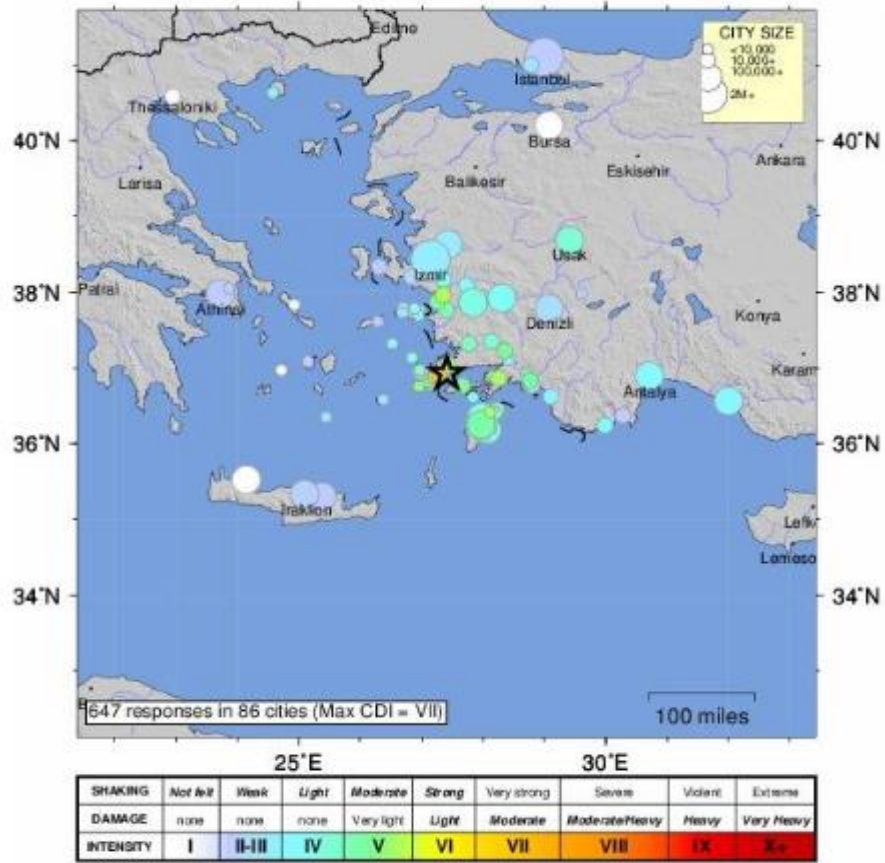 Edirne
CITY SIZE
<10,000
10,000+
100,000+
2M+
Istanbul
Thessaloniki
40°N
40°N
Bursa
Ankara
Eskisehir
Balikesir
Larisa
Usak
Izmir
38°N
38°N
Patrai
Athinai
Denizli
Konya
Karam
Antalya
36°N
36°N
Iraklion
Lefk
Lemeso
34°N
34°N
647 responses in 86 cities (Max CDI = VII)
100 miles
25°E
30°E
SHAKING Not felt Weak Light Moderate Strong Very strong Severe Violent Extreme
DAMAGE none none none Very light Light Moderate Moderate/Heavy Heavy Very Heavy
INTENSITY I II-III IV V VI VII VIII IX X+